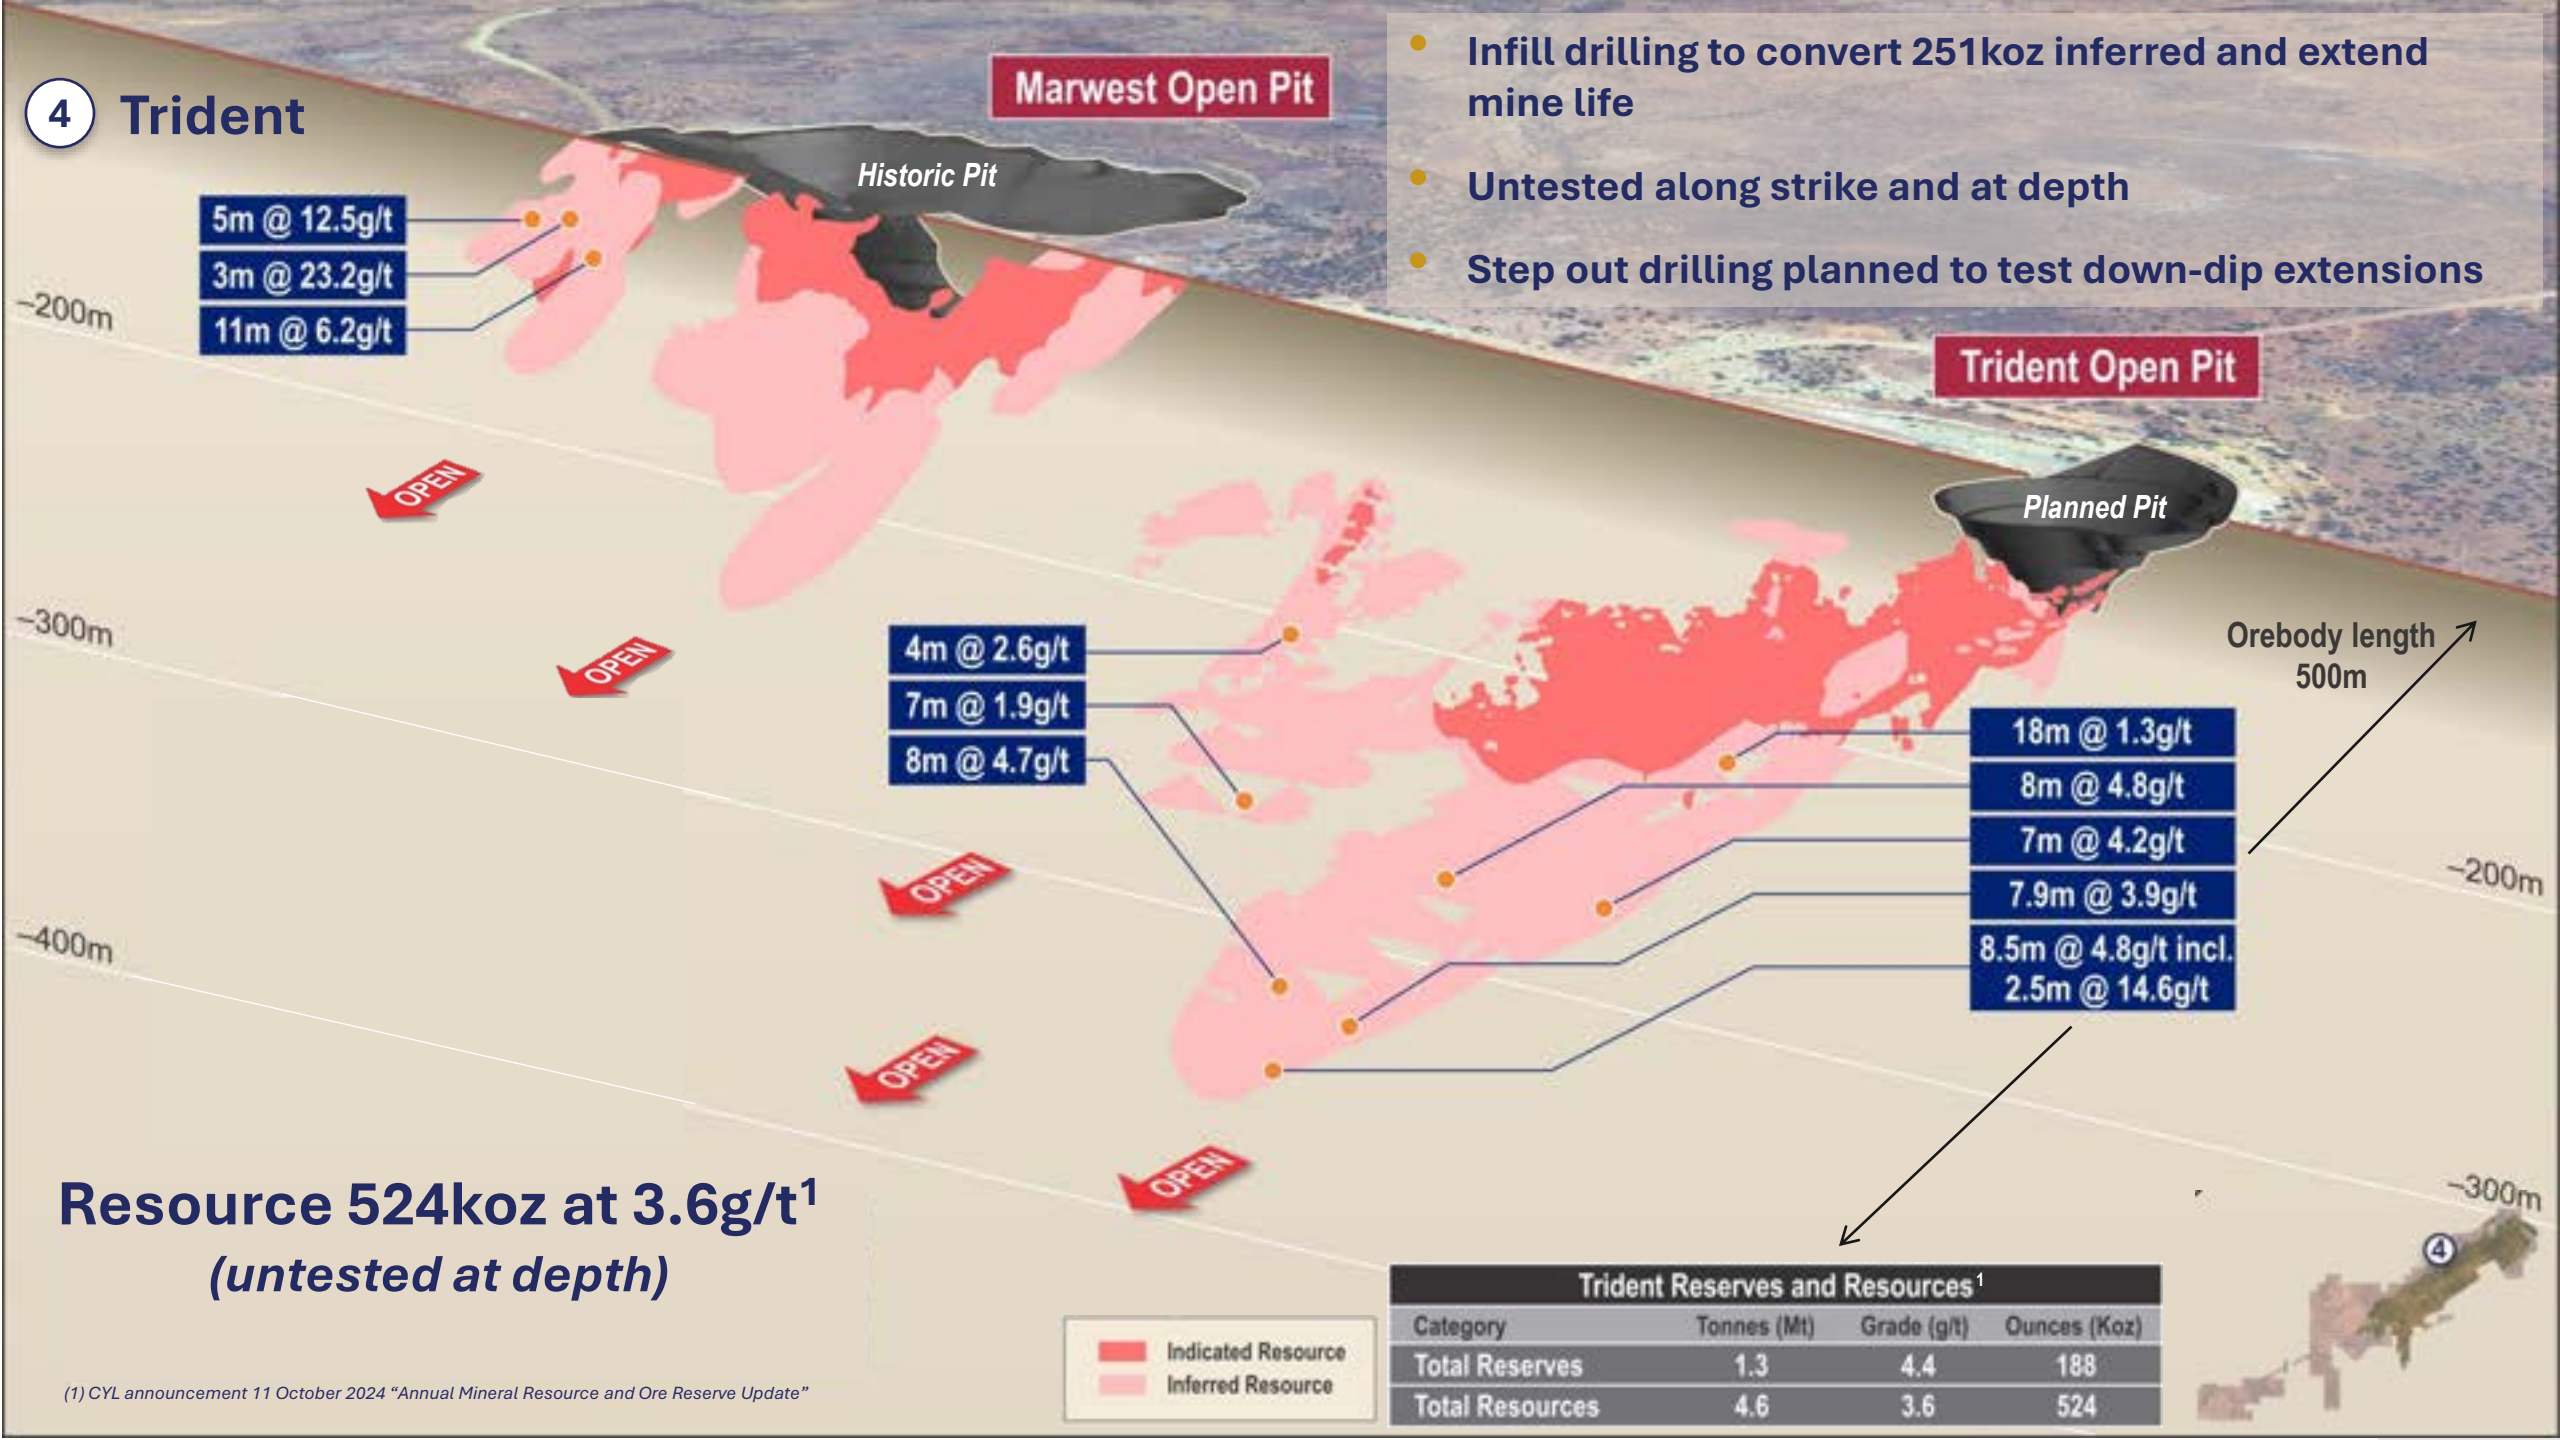 4 Trident
Marwest Open Pit
• Infill drilling to convert 251koz inferred and extend
mine life
• Untested along strike and at depth
• Step out drilling planned to test down-dip extensions
Historic Pit
5m @ 12.5g/t
3m @ 23.2g/t
11m @ 6.2g/t
–200m
Trident Open Pit
OPEN
Planned Pit
–300m
OPEN
4m @ 2.6g/t
7m @ 1.9g/t
8m @ 4.7g/t
Orebody length
500m
18m @ 1.3g/t
8m @ 4.8g/t
7m @ 4.2g/t
7.9m @ 3.9g/t
8.5m @ 4.8g/t incl.
2.5m @ 14.6g/t
–200m
OPEN
–400m
OPEN
OPEN
–300m
Resource 524koz at 3.6g/t¹
(untested at depth)
4
Indicated Resource
Inferred Resource
Trident Reserves and Resources¹
Category Tonnes (Mt) Grade (g/t) Ounces (Koz)
Total Reserves 1.3 4.4 188
Total Resources 4.6 3.6 524
(1) CYL announcement 11 October 2024 “Annual Mineral Resource and Ore Reserve Update”